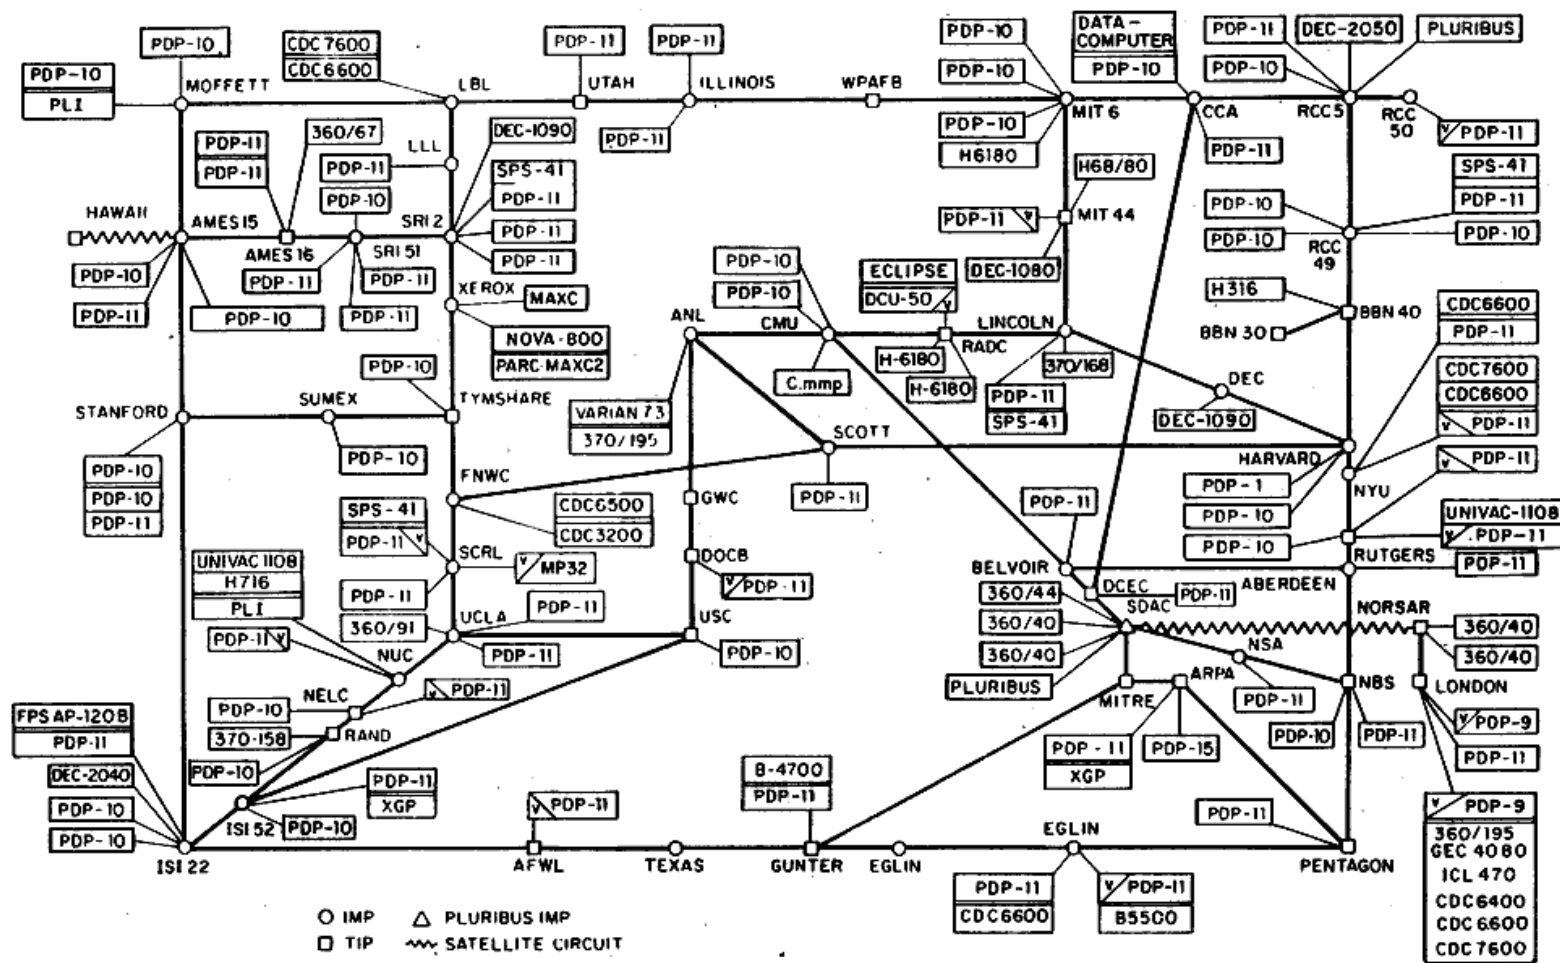 PDP-10
CDC7600
CDC6600
PDP-11
PDP-11
PDP-10
DATA-
COMPUTER
PDP-10
PDP-11
DEC-2050
PLURIBUS
PDP-10
PLI
MOFFETT
LBL
UTAH
ILLINOIS
WPAFB
PDP-10
PDP-10
H6180
MIT 6
CCA
PDP-10
RCC5
RCC
50
PDP-11
PDP-11
PDP-11
PDP-11
360/67
LLL
PDP-11
DEC-1090
SPS-41
PDP-11
PDP-11
H68/80
PDP-11
MIT 44
DEC-1080
SPS-41
PDP-11
PDP-10
PDP-10
PDP-10
RCC
49
HAWAII
AMES15
AMES 16
PDP-10
SRI 51
SRI 2
PDP-11
PDP-11
PDP-10
PDP-11
PDP-10
PDP-11
PDP-11
PDP-11
XEROX
MAXC
NOVA-800
PARC-MAXC2
PDP-10
PDP-10
ECLIPSE
DCU-50
H316
BBN 40
BBN 30
CDC6600
PDP-11
ANL
CMU
RADC
LINCOLN
H-6180
H-6180
370/168
C.mmp
PDP-11
SPS-41
DEC
DEC-1090
CDC7600
CDC6600
PDP-11
PDP-11
PDP-10
TYMSHARE
STANFORD
SUMEX
PDP-10
VARIAN 73
370/195
SCOTT
PDP-11
HARVARD
PDP-1
PDP-10
NYU
PDP-10
PDP-10
PDP-11
FNWC
CDC6500
CDC3200
GWC
PDP-11
PDP-10
UNIVAC-1108
PDP-11
RUTGERS
PDP-11
SPS-41
PDP-11
SCRL
MP32
DOCB
PDP-11
BELVOIR
DCEC
PDP-11
ABERDEEN
UNIVAC 1108
H716
PLI
PDP-11
PDP-11
360/91
UCLA
PDP-11
PDP-11
USC
PDP-10
360/44
360/40
360/40
PLURIBUS
SDAC
NORSAR
360/40
360/40
NUC
NELC
PDP-10
PDP-11
NSA
PDP-11
NBS
PDP-10
PDP-11
LONDON
PDP-9
PDP-11
MITRE
ARPA
PDP-11
XGP
PDP-15
FPS AP-120B
PDP-11
DEC-2040
PDP-10
PDP-10
370-158
RAND
PDP-10
PDP-11
XGP
ISI 52
PDP-10
PDP-11
B-4700
PDP-11
PDP-11
PDP-9
360/195
GEC 4080
ICL 470
CDC6400
CDC6600
CDC7600
ISI 22
AFWL
TEXAS
GUNTER
EGLIN
EGLIN
PENTAGON
PDP-11
CDC6600
PDP-11
B5500
IMP
PLURIBUS IMP
TIP
SATELLITE CIRCUIT